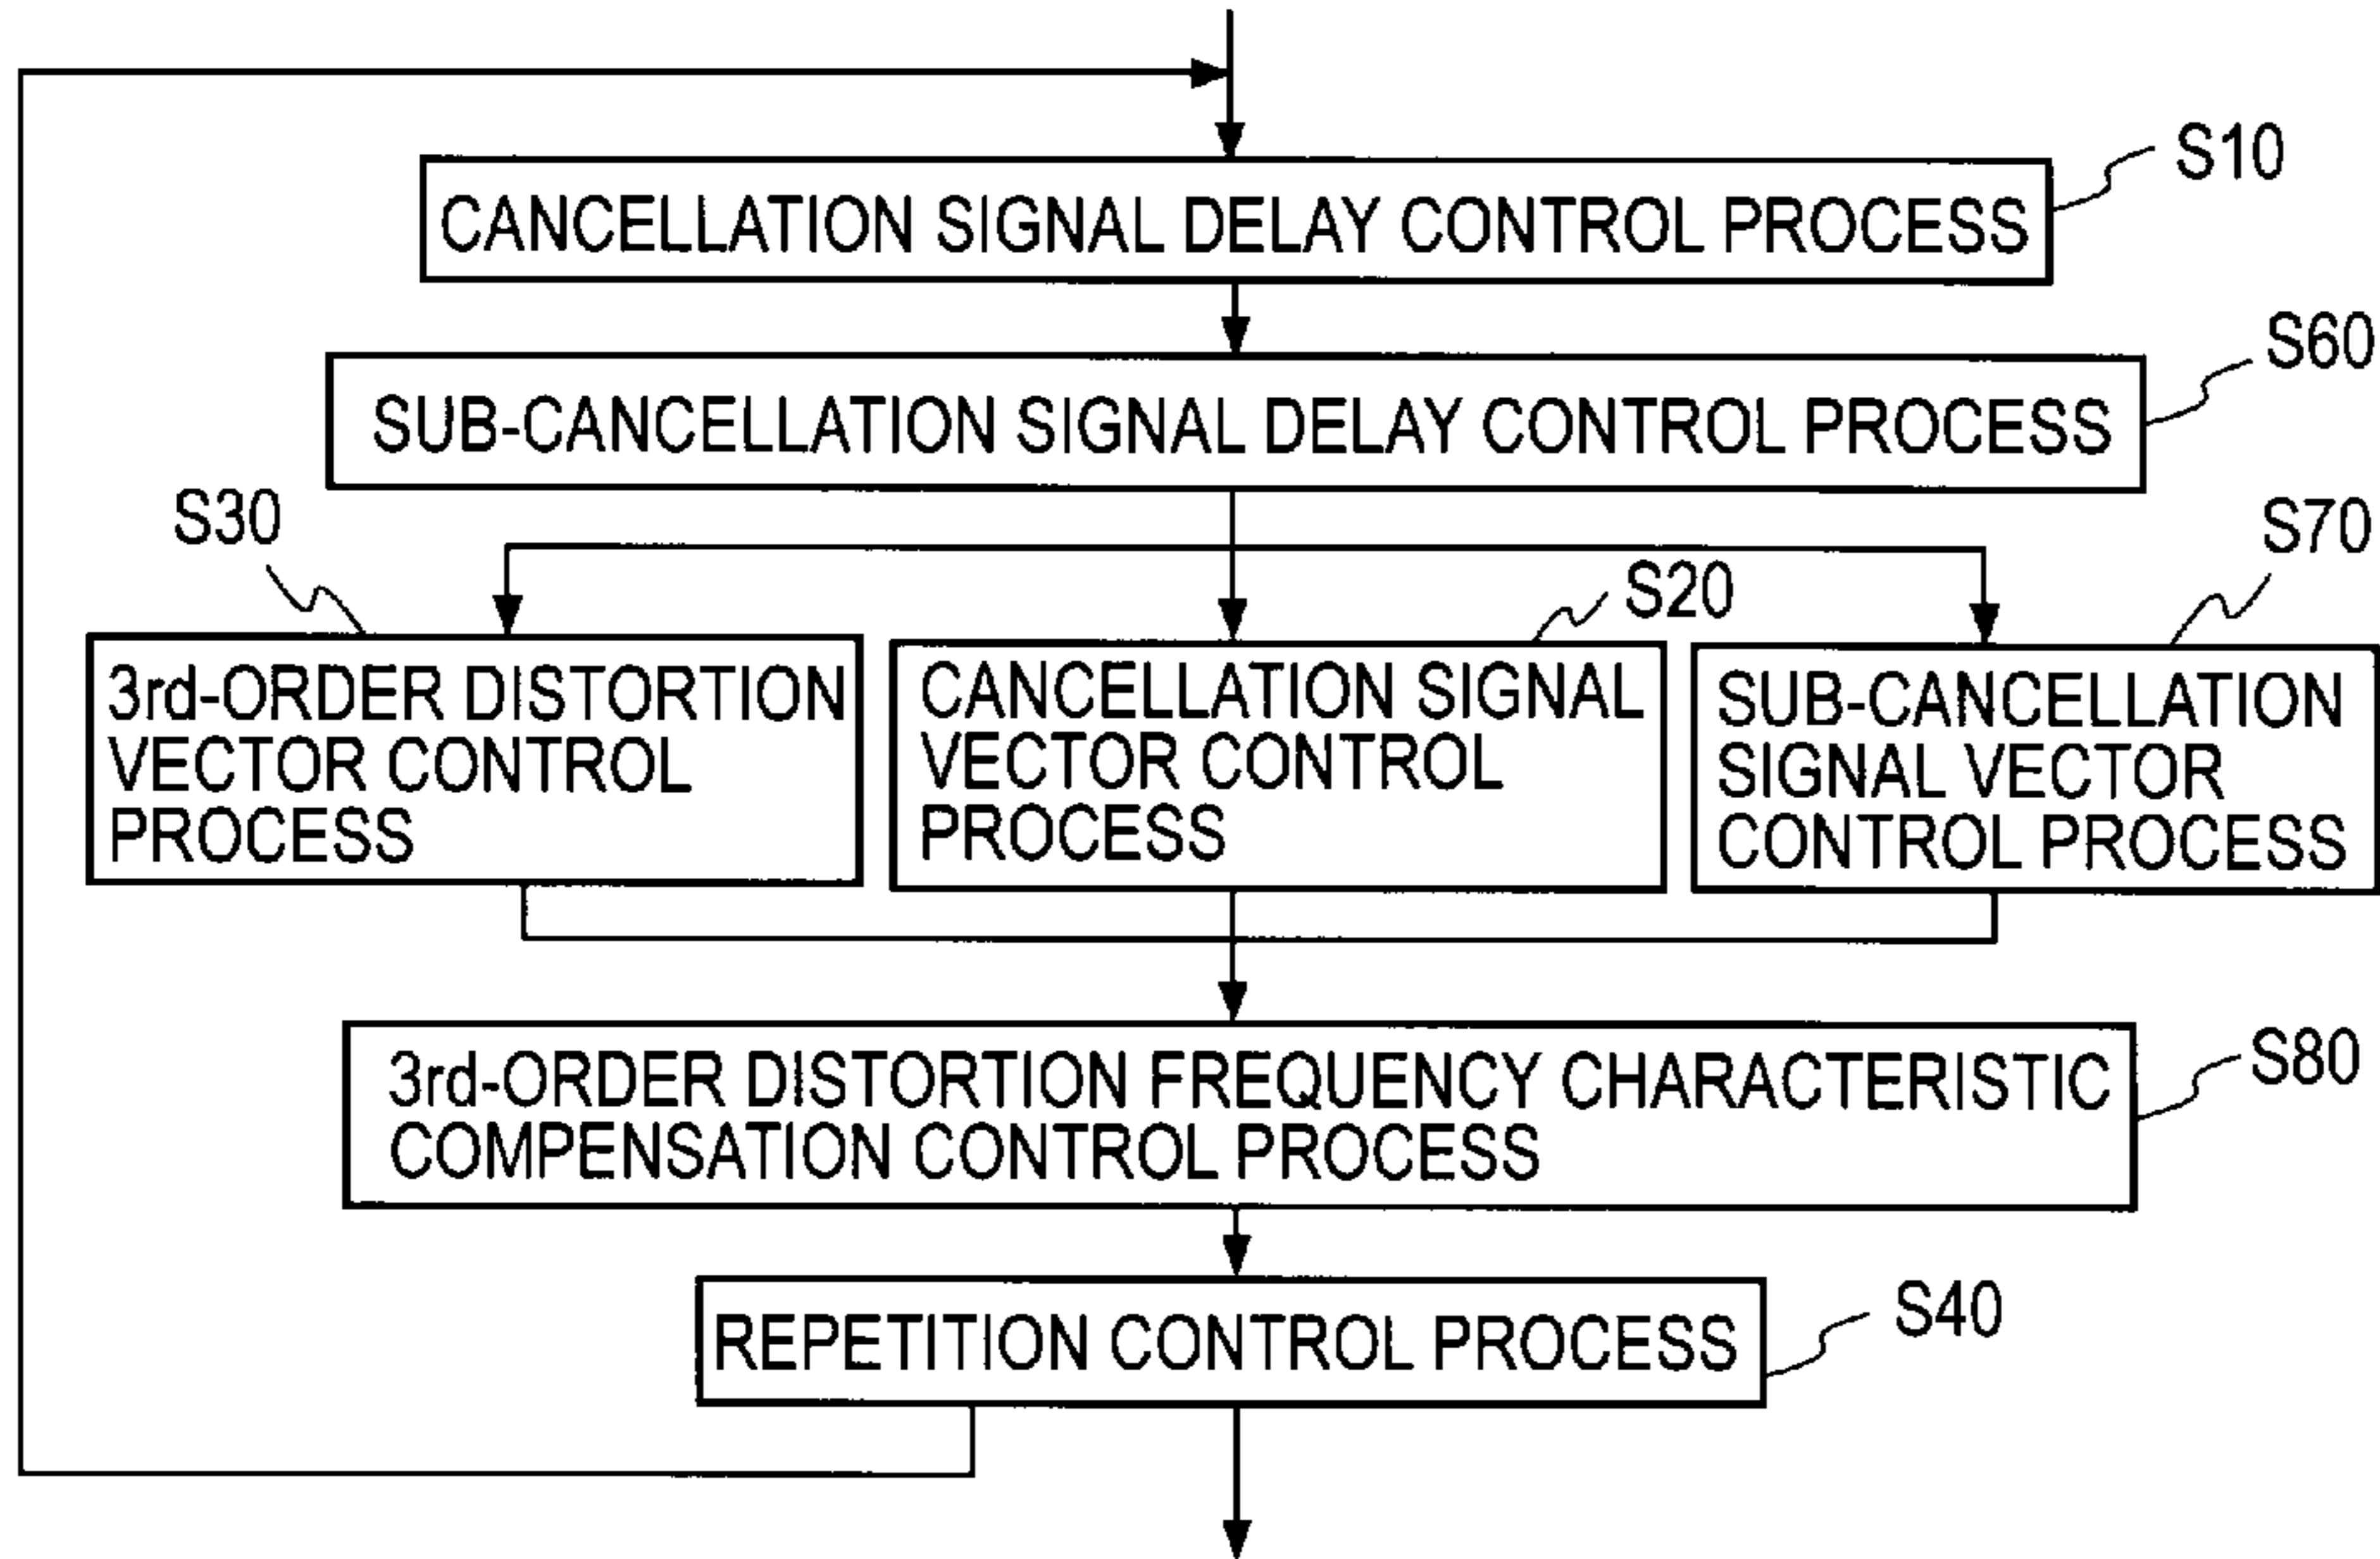 S10
CANCELLATION SIGNAL DELAY CONTROL PROCESS
S60
SUB-CANCELLATION SIGNAL DELAY CONTROL PROCESS
S30
S20
S70
3rd-ORDER DISTORTION
VECTOR CONTROL
PROCESS
CANCELLATION SIGNAL
VECTOR CONTROL
PROCESS
SUB-CANCELLATION
SIGNAL VECTOR
CONTROL PROCESS
3rd-ORDER DISTORTION FREQUENCY CHARACTERISTIC
COMPENSATION CONTROL PROCESS
S80
REPETITION CONTROL PROCESS
S40